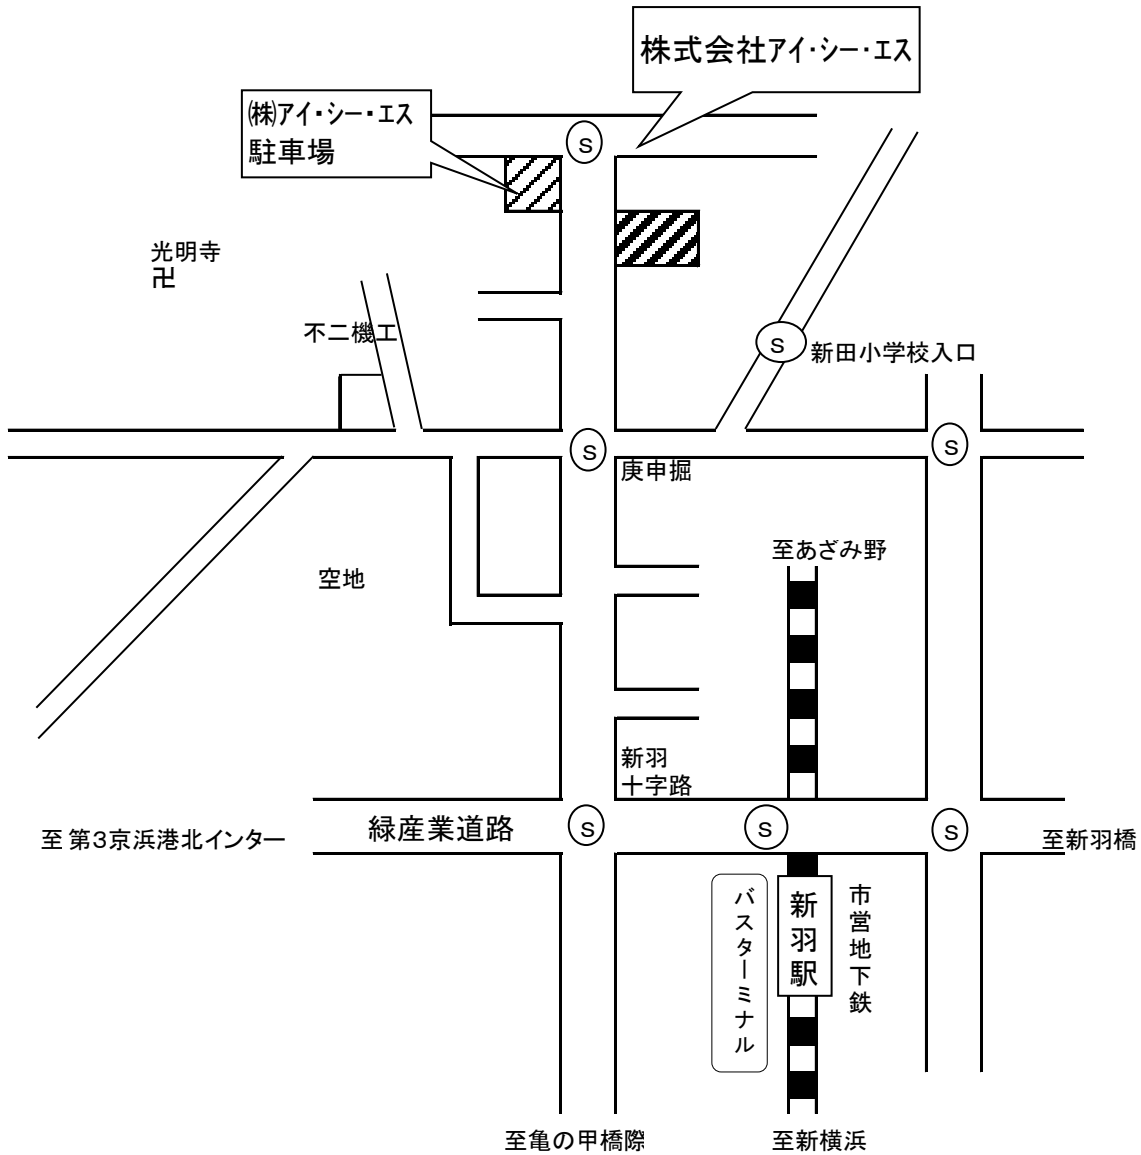 株式会社アイ・シー・エス
㈱アイ・シー・エス
駐車場
S
光明寺
卍
不二機工
S
新田小学校入口
S
S
庚申掘
至あざみ野
空地
新羽
十字路
至 第3京浜港北インター
緑産業道路
S
S
S
至新羽橋
バスターミナル
新羽駅
市営地下鉄
至亀の甲橋際
至新横浜